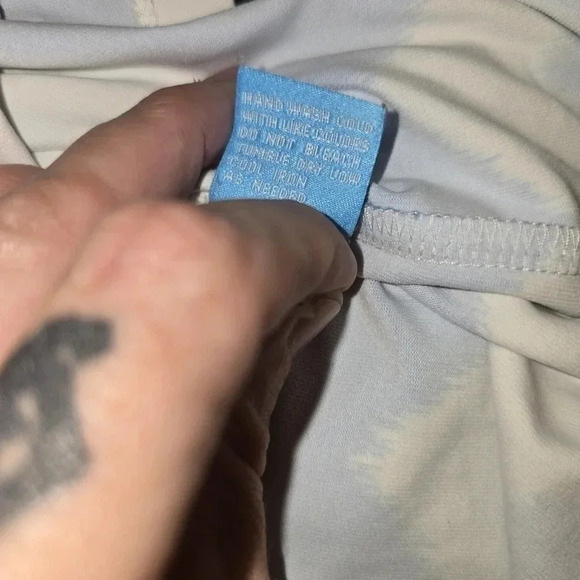 HAND WASH COLD
WITH LIKE COLORS
DO NOT BLEACH
TUMBLE DRY LOW
COOL IRON
AS NEEDED